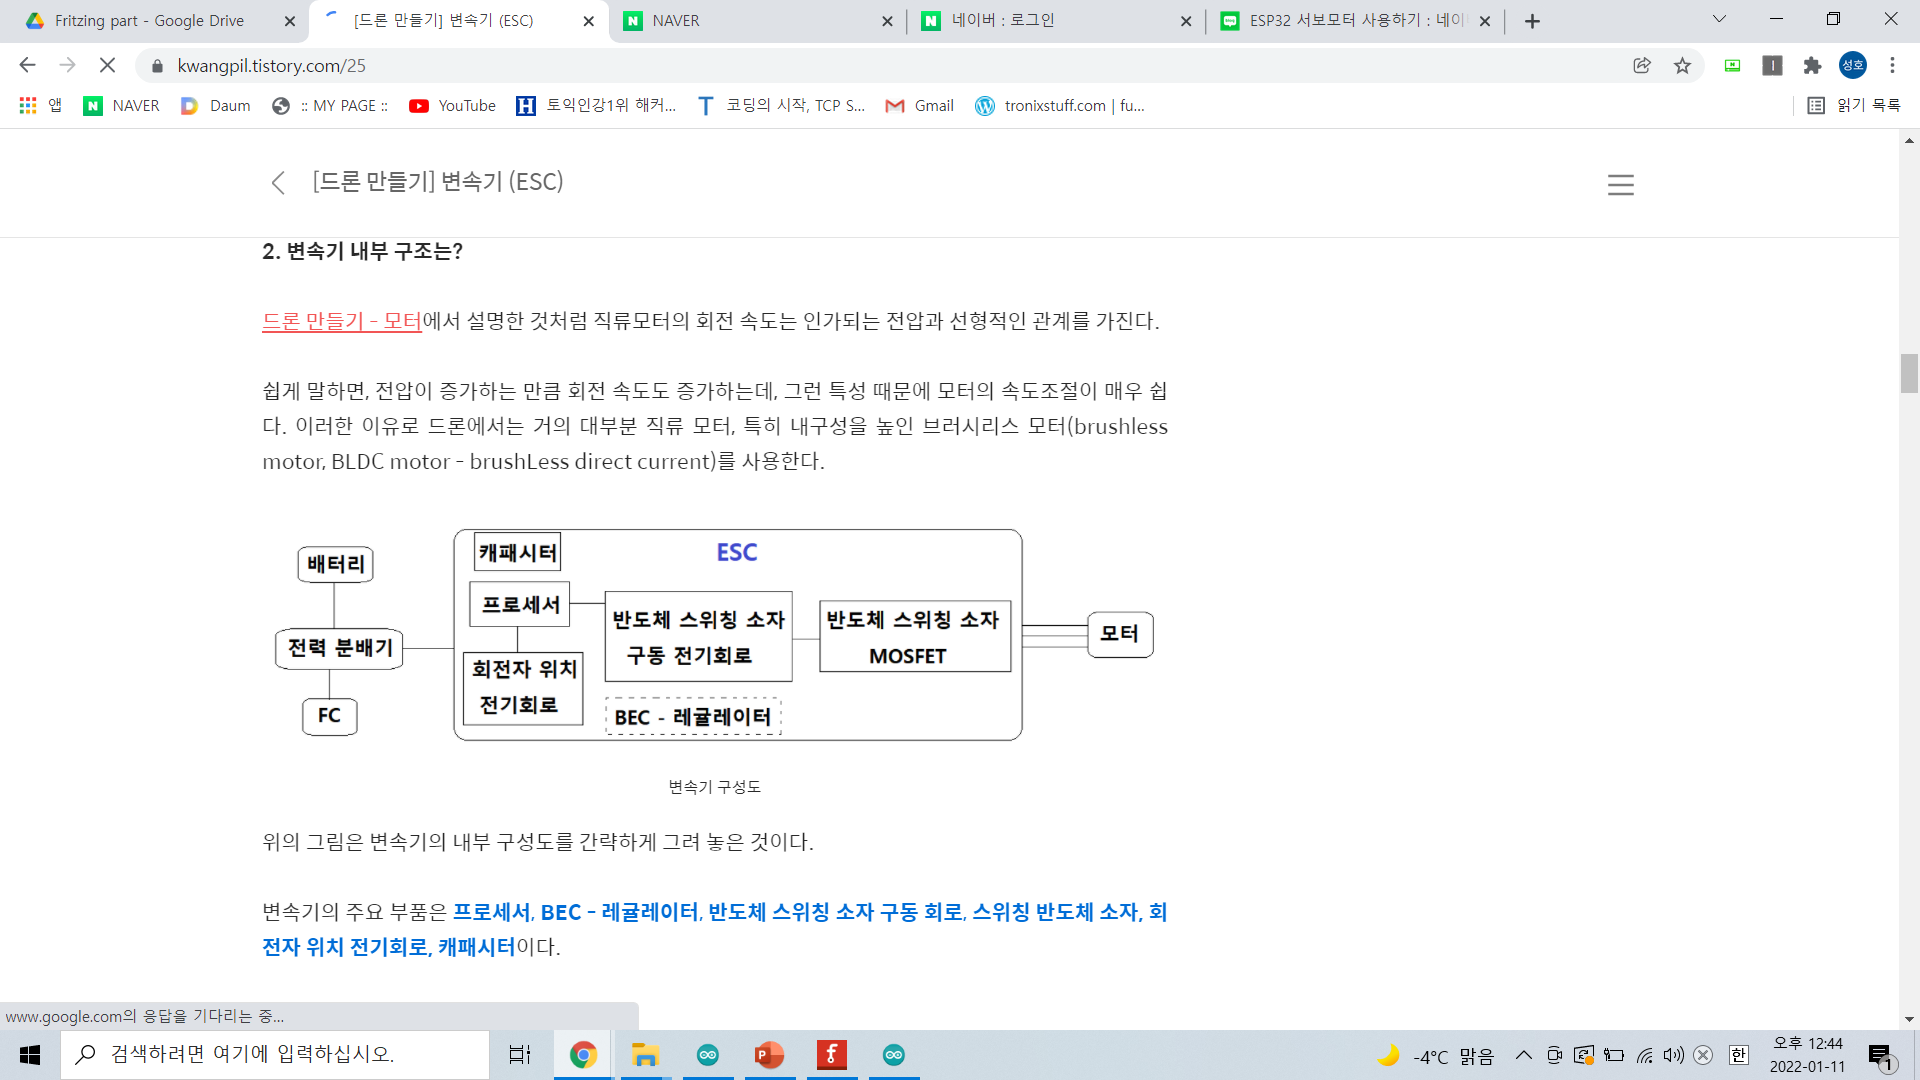 Fritzing part - Google Drive
[드론 만들기] 변속기 (ESC)
NAVER
네이버 : 로그인
ESP32 서보모터 사용하기 : 네이
kwangpil.tistory.com/25
성호
앱
NAVER
Daum
:: MY PAGE ::
YouTube
토익인강1위 해커...
코딩의 시작, TCP S...
Gmail
tronixstuff.com | fu...
읽기 목록
[드론 만들기] 변속기 (ESC)
2. 변속기 내부 구조는?
드론 만들기 - 모터에서 설명한 것처럼 직류모터의 회전 속도는 인가되는 전압과 선형적인 관계를 가진다.
쉽게 말하면, 전압이 증가하는 만큼 회전 속도도 증가하는데, 그런 특성 때문에 모터의 속도조절이 매우 쉽
다. 이러한 이유로 드론에서는 거의 대부분 직류 모터, 특히 내구성을 높인 브러시리스 모터(brushless
motor, BLDC motor - brushLess direct current)를 사용한다.
배터리
전력 분배기
FC
캐패시터
ESC
프로세서
회전자 위치
전기회로
반도체 스위칭 소자
구동 전기회로
BEC - 레귤레이터
반도체 스위칭 소자
MOSFET
모터
변속기 구성도
위의 그림은 변속기의 내부 구성도를 간략하게 그려 놓은 것이다.
변속기의 주요 부품은 프로세서, BEC - 레귤레이터, 반도체 스위칭 소자 구동 회로, 스위칭 반도체 소자, 회
전자 위치 전기회로, 캐패시터이다.
www.google.com의 응답을 기다리는 중...
검색하려면 여기에 입력하십시오.
-4°C 맑음
한
오후 12:44
2022-01-11
1